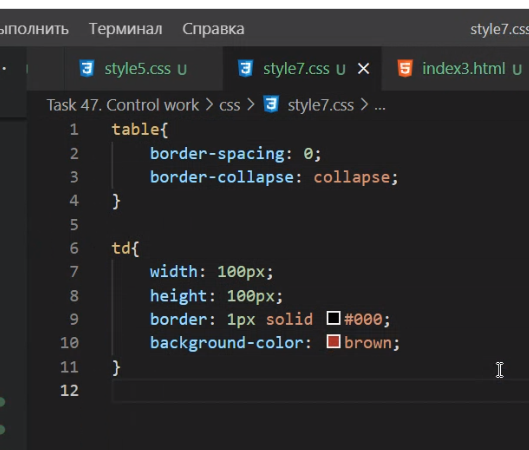 ыполнить Терминал Справка style7.css
style5.css U style7.css U index3.html U
Task 47. Control work > css > style7.css > ...
1 table{
2 border-spacing: 0;
3 border-collapse: collapse;
4 }
5
6 td{
7 width: 100px;
8 height: 100px;
9 border: 1px solid #000;
10 background-color: brown;
11 }
12